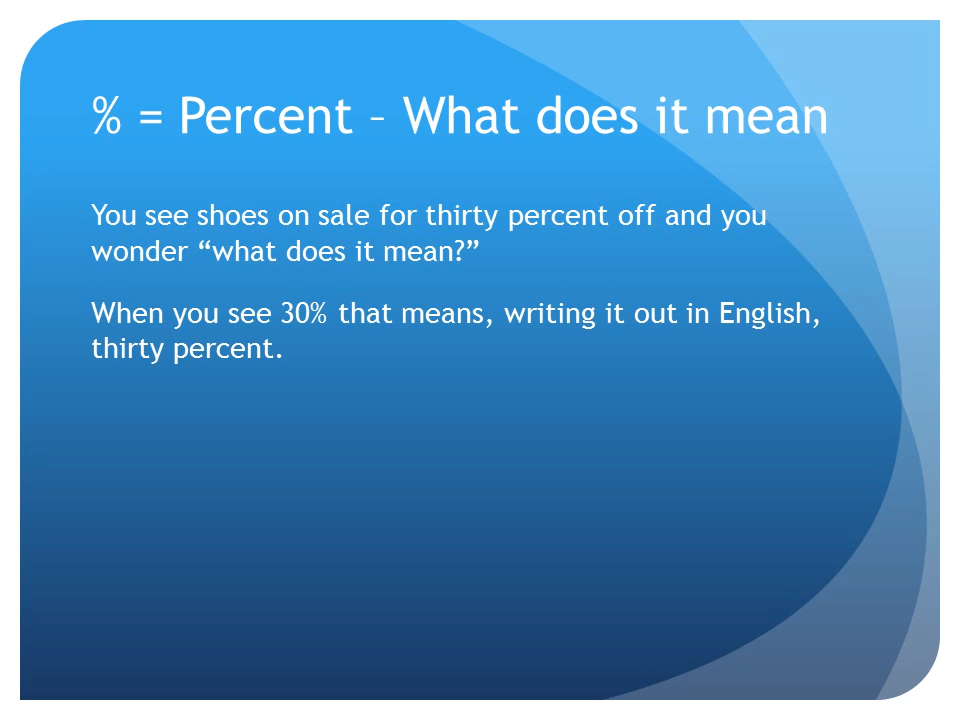 % = Percent – What does it mean
You see shoes on sale for thirty percent off and you
wonder “what does it mean?”
When you see 30% that means, writing it out in English,
thirty percent.